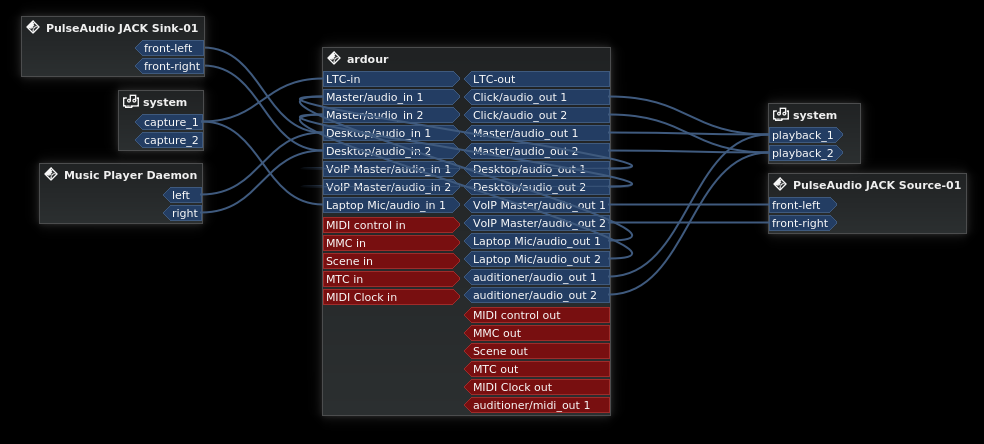 PulseAudio JACK Sink-01
front-left
front-right
system
capture_1
capture_2
Music Player Daemon
left
right
ardour
LTC-in
Master/audio_in 1
Master/audio_in 2
Desktop/audio_in 1
Desktop/audio_in 2
VoIP Master/audio_in 1
VoIP Master/audio_in 2
Laptop Mic/audio_in 1
MIDI control in
MMC in
Scene in
MTC in
MIDI Clock in
LTC-out
Click/audio_out 1
Click/audio_out 2
Master/audio_out 1
Master/audio_out 2
Desktop/audio_out 1
Desktop/audio_out 2
VoIP Master/audio_out 1
VoIP Master/audio_out 2
Laptop Mic/audio_out 1
Laptop Mic/audio_out 2
auditioner/audio_out 1
auditioner/audio_out 2
MIDI control out
MMC out
Scene out
MTC out
MIDI Clock out
auditioner/midi_out 1
system
playback_1
playback_2
PulseAudio JACK Source-01
front-left
front-right